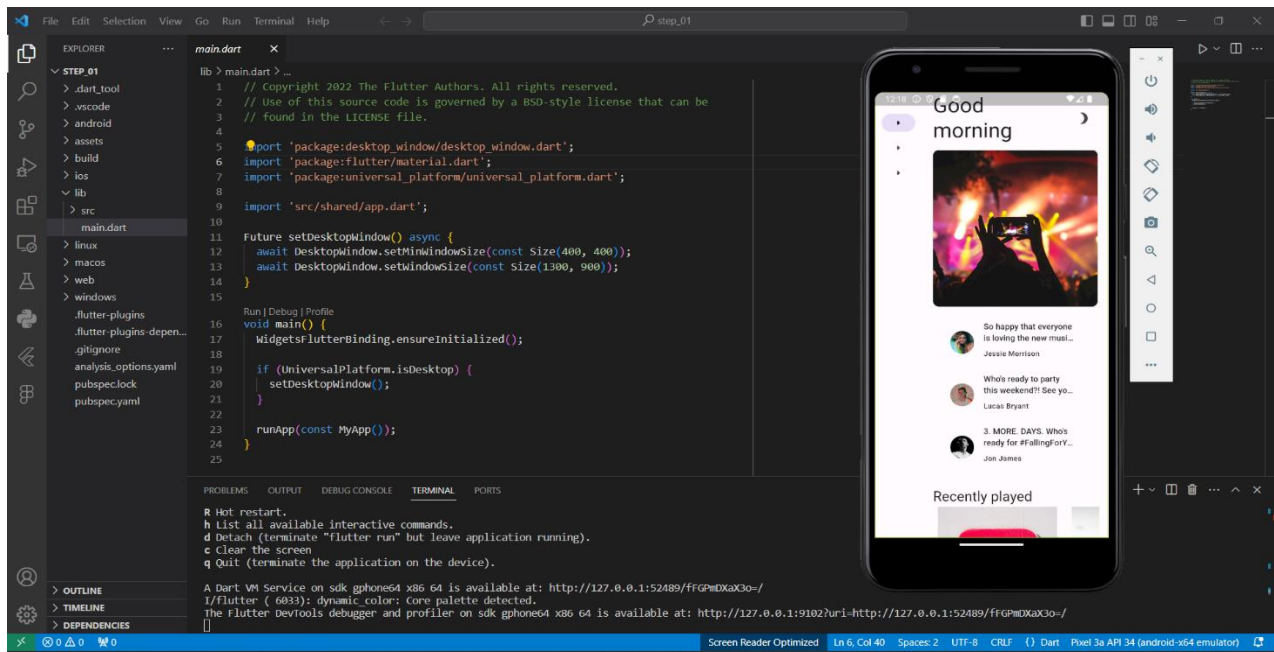 File Edit Selection View Go Run Terminal Help
step_01
EXPLORER
STEP_01
.dart_tool
.vscode
android
assets
build
ios
lib
src
main.dart
linux
macos
web
windows
.flutter-plugins
.flutter-plugins-depen...
.gitignore
analysis_options.yaml
pubspec.lock
pubspec.yaml
OUTLINE
TIMELINE
DEPENDENCIES
main.dart
lib > main.dart > ...
1 // Copyright 2022 The Flutter Authors. All rights reserved.
2 // Use of this source code is governed by a BSD-style license that can be
3 // found in the LICENSE file.
4
5 import 'package:desktop_window/desktop_window.dart';
6 import 'package:flutter/material.dart';
7 import 'package:universal_platform/universal_platform.dart';
8
9 import 'src/shared/app.dart';
10
11 Future setDesktopWindow() async {
12 await DesktopWindow.setMinWindowSize(const Size(400, 400));
13 await DesktopWindow.setWindowSize(const Size(1300, 900));
14 }
15
Run | Debug | Profile
16 void main() {
17 WidgetsFlutterBinding.ensureInitialized();
18
19 if (UniversalPlatform.isDesktop) {
20 setDesktopWindow();
21 }
22
23 runApp(const MyApp());
24 }
25
PROBLEMS OUTPUT DEBUG CONSOLE TERMINAL PORTS
R Hot restart.
h List all available interactive commands.
d Detach (terminate "flutter run" but leave application running).
c Clear the screen
q Quit (terminate the application on the device).
A Dart VM Service on sdk gphone64 x86 64 is available at: http://127.0.0.1:52489/fFGPmDXaX3o=/
I/flutter ( 6033): dynamic_color: Core palette detected.
The Flutter DevTools debugger and profiler on sdk gphone64 x86 64 is available at: http://127.0.0.1:9102?uri=http://127.0.0.1:52489/fFGPmDXaX3o=/
12:18
Good
morning
So happy that everyone
is loving the new musi...
Jessie Morrison
Who's ready to party
this weekend?! See yo...
Lucas Bryant
3. MORE. DAYS. Who's
ready for #FallingForY...
Jon James
Recently played
0 0 0
Screen Reader Optimized Ln 6, Col 40 Spaces: 2 UTF-8 CRLF {} Dart Pixel 3a API 34 (android-x64 emulator)